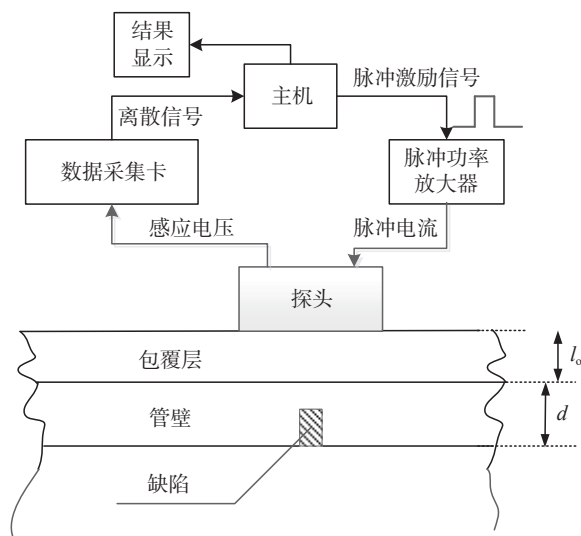 结果
显示
主机
脉冲激励信号
离散信号
数据采集卡
脉冲功率
放大器
感应电压
脉冲电流
探头
包覆层
lo
管壁
d
缺陷